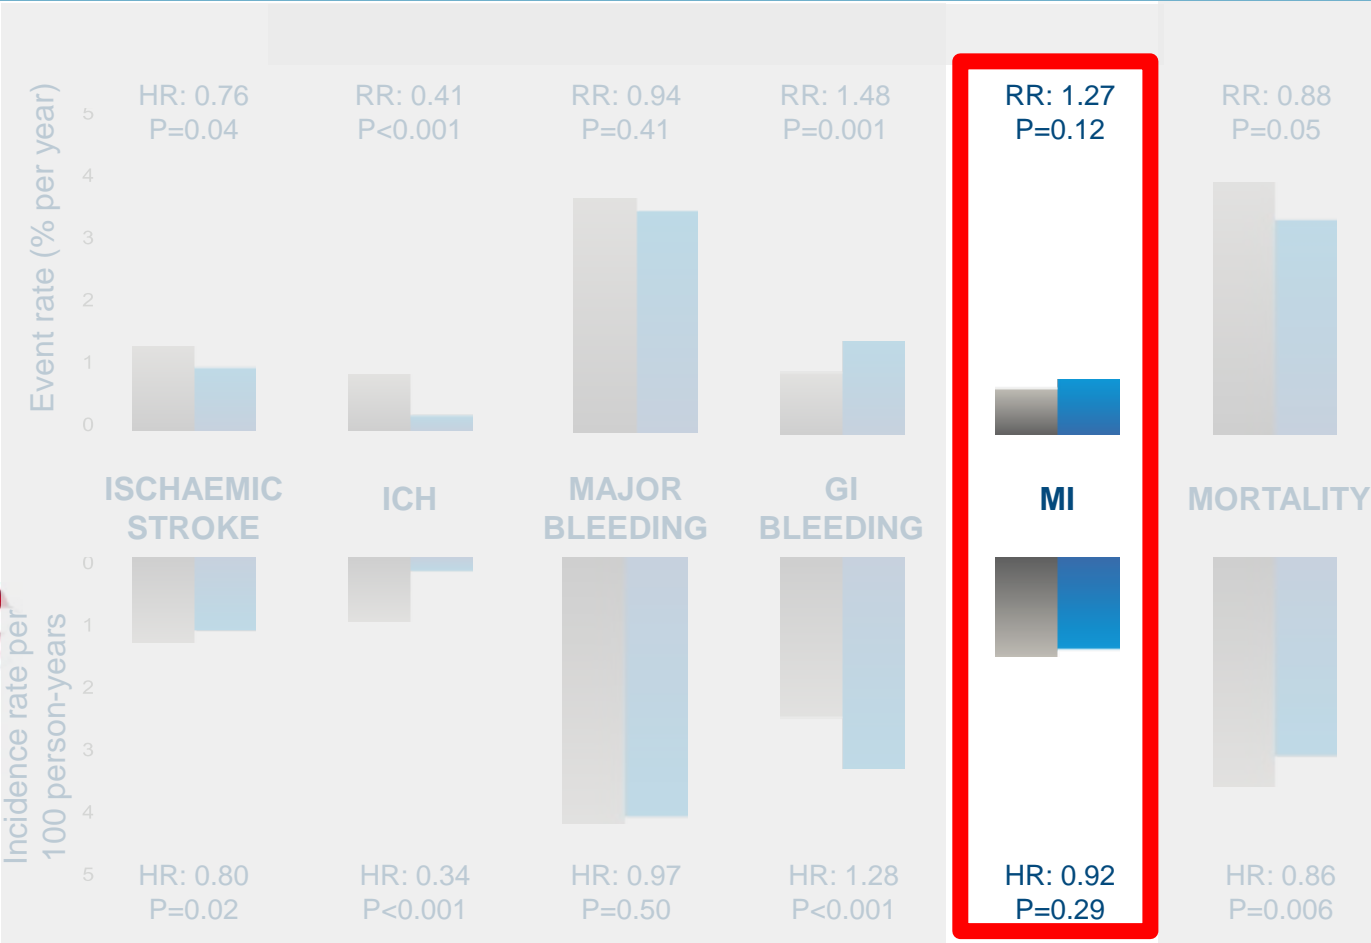 HR: 0.76
P=0.04
RR: 0.41
P<0.001
RR: 0.94
P=0.41
RR: 1.48
P=0.001
RR: 1.27
P=0.12
RR: 0.88
P=0.05
Event rate (% per year)
5
4
3
2
1
0
ISCHAEMIC
STROKE
ICH
MAJOR
BLEEDING
GI
BLEEDING
MI
MORTALITY
Incidence rate per
100 person-years
0
1
2
3
4
5
HR: 0.80
P=0.02
HR: 0.34
P<0.001
HR: 0.97
P=0.50
HR: 1.28
P<0.001
HR: 0.92
P=0.29
HR: 0.86
P=0.006